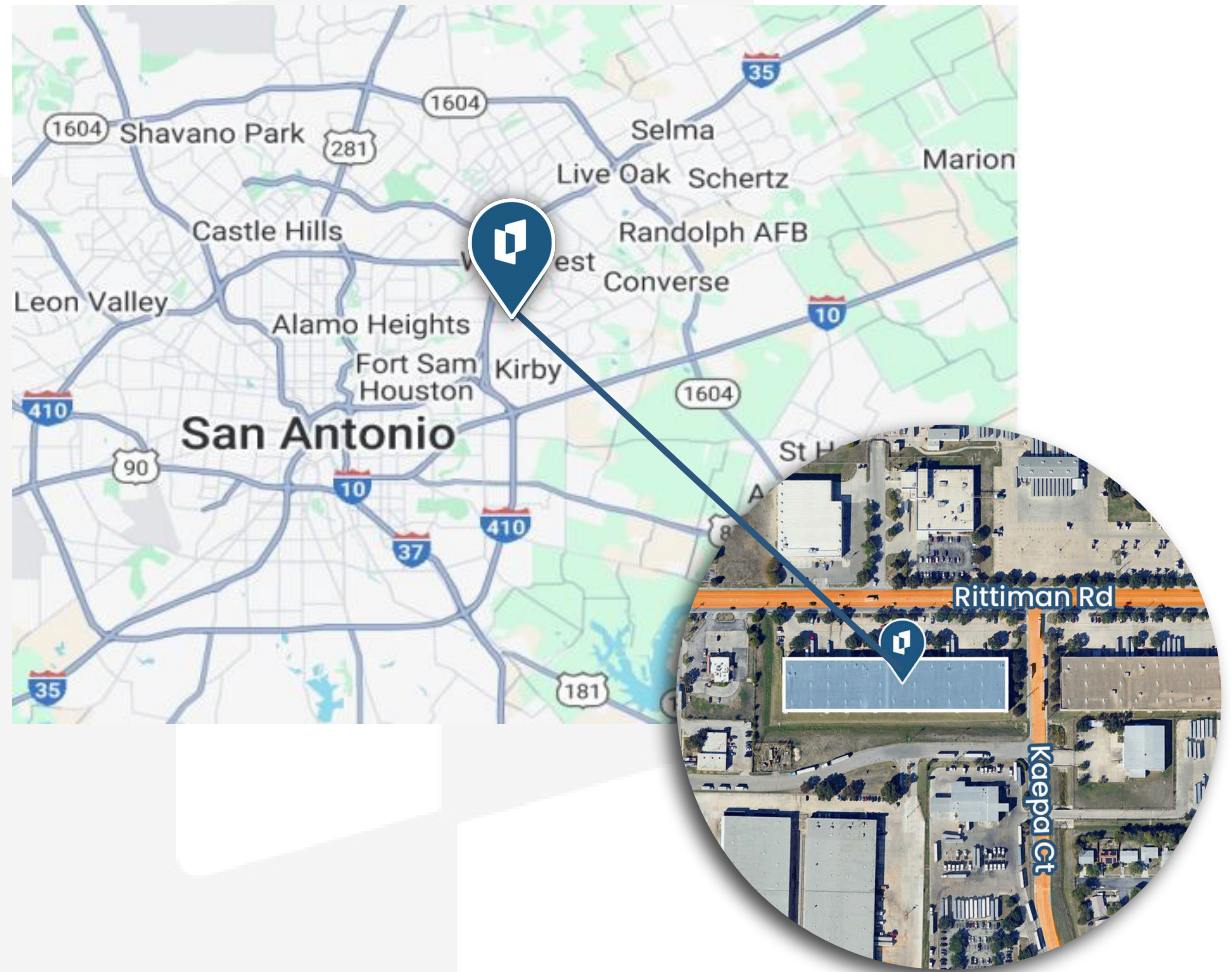 35
1604
1604
Shavano Park
281
Selma
Marion
Live Oak
Schertz
Castle Hills
Randolph AFB
est
Converse
Leon Valley
10
Alamo Heights
Fort Sam
Houston
Kirby
1604
410
San Antonio
St H
90
10
A
410
8
37
Rittiman Rd
35
181
Kaepa Ct